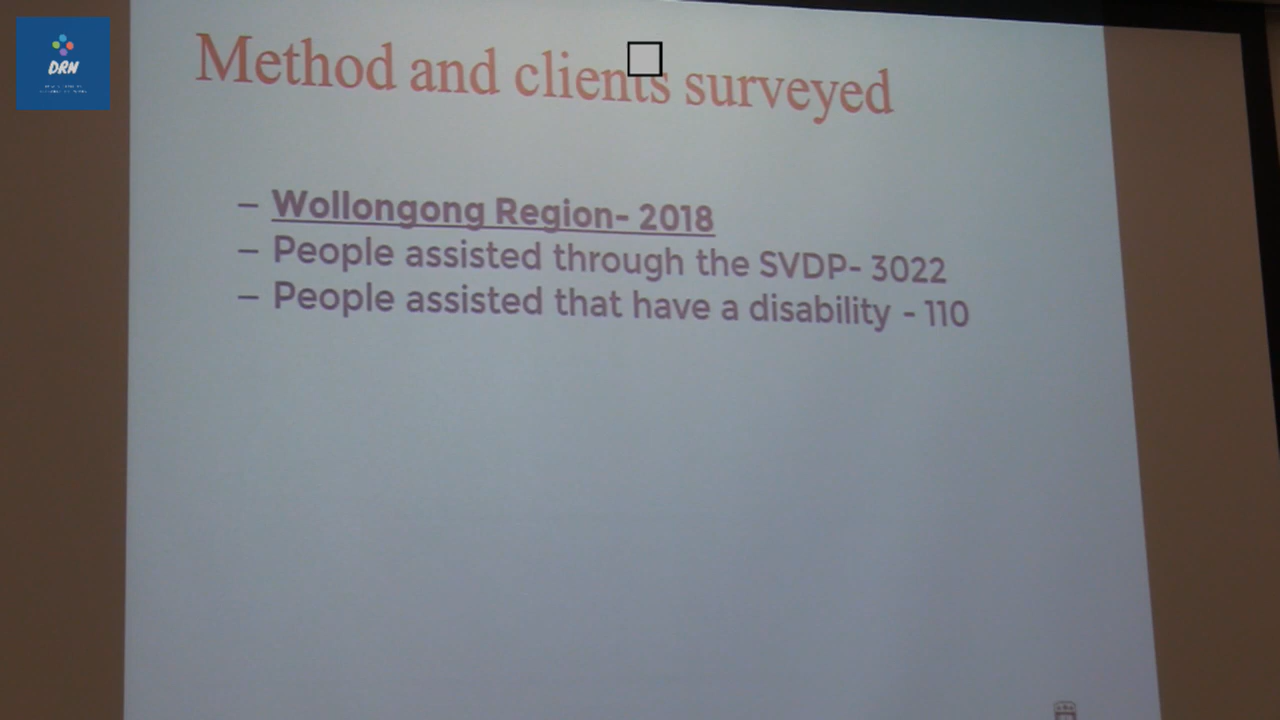 DRN
Method and clients surveyed
– Wollongong Region- 2018
– People assisted through the SVDP- 3022
– People assisted that have a disability - 110